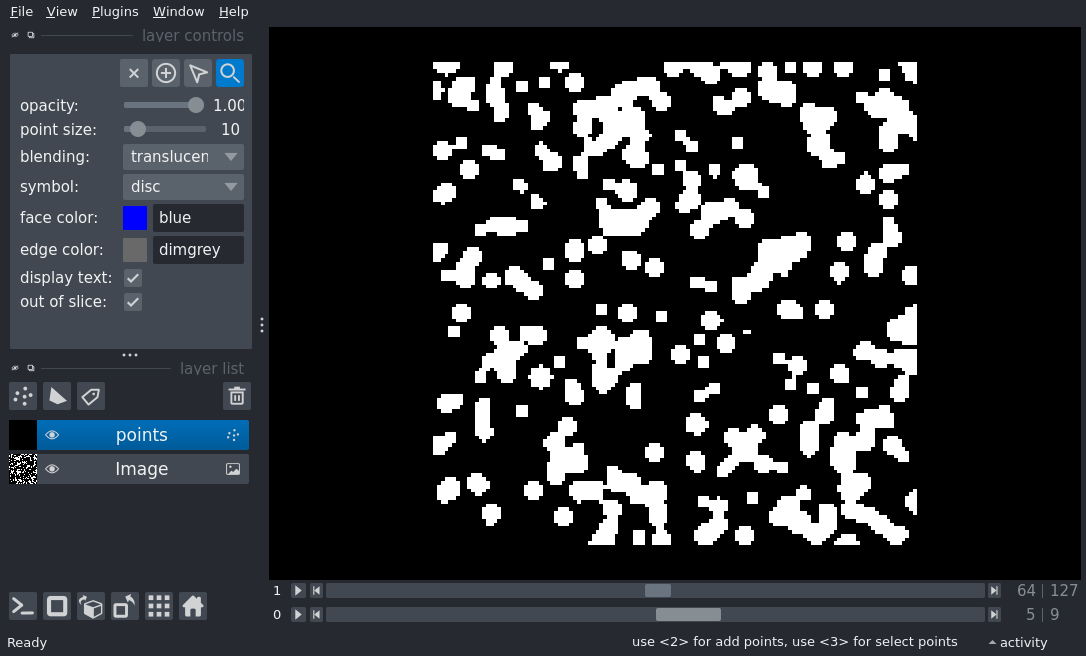 File View Plugins Window Help
layer controls
opacity: 1.00
point size: 10
blending: translucen
symbol: disc
face color: blue
edge color: dimgrey
display text:
out of slice:
layer list
points
Image
1 64 | 127
0 5 | 9
Ready use <2> for add points, use <3> for select points activity